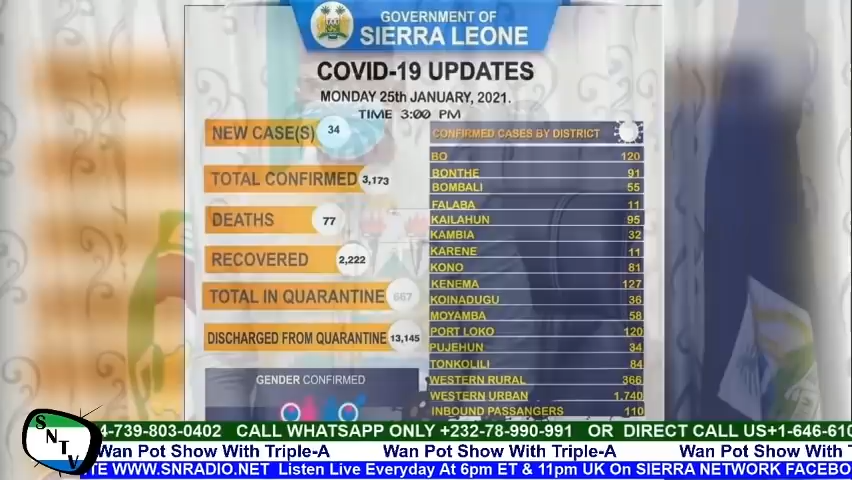 GOVERNMENT OF
SIERRA LEONE
COVID-19 UPDATES
MONDAY 25th JANUARY, 2021.
TIME 3:00 PM
NEW CASE(S) 34
TOTAL CONFIRMED 3,173
DEATHS 77
RECOVERED 2,222
TOTAL IN QUARANTINE 667
DISCHARGED FROM QUARANTINE 13,145
GENDER CONFIRMED
CONFIRMED CASES BY DISTRICT
BO 120
BONTHE 91
BOMBALI 55
FALABA 11
KAILAHUN 95
KAMBIA 32
KARENE 11
KONO 81
KENEMA 127
KOINADUGU 36
MOYAMBA 58
PORT LOKO 120
PUJEHUN 34
TONKOLILI 84
WESTERN RURAL 366
WESTERN URBAN 1,740
INBOUND PASSANGERS 110
SNTV
4-739-803-0402 CALL WHATSAPP ONLY +232-78-990-991 OR DIRECT CALL US+1-646-610
Wan Pot Show With Triple-A Wan Pot Show With Triple-A Wan Pot Show With T
TE WWW.SNRADIO.NET Listen Live Everyday At 6pm ET & 11pm UK On SIERRA NETWORK FACEBO